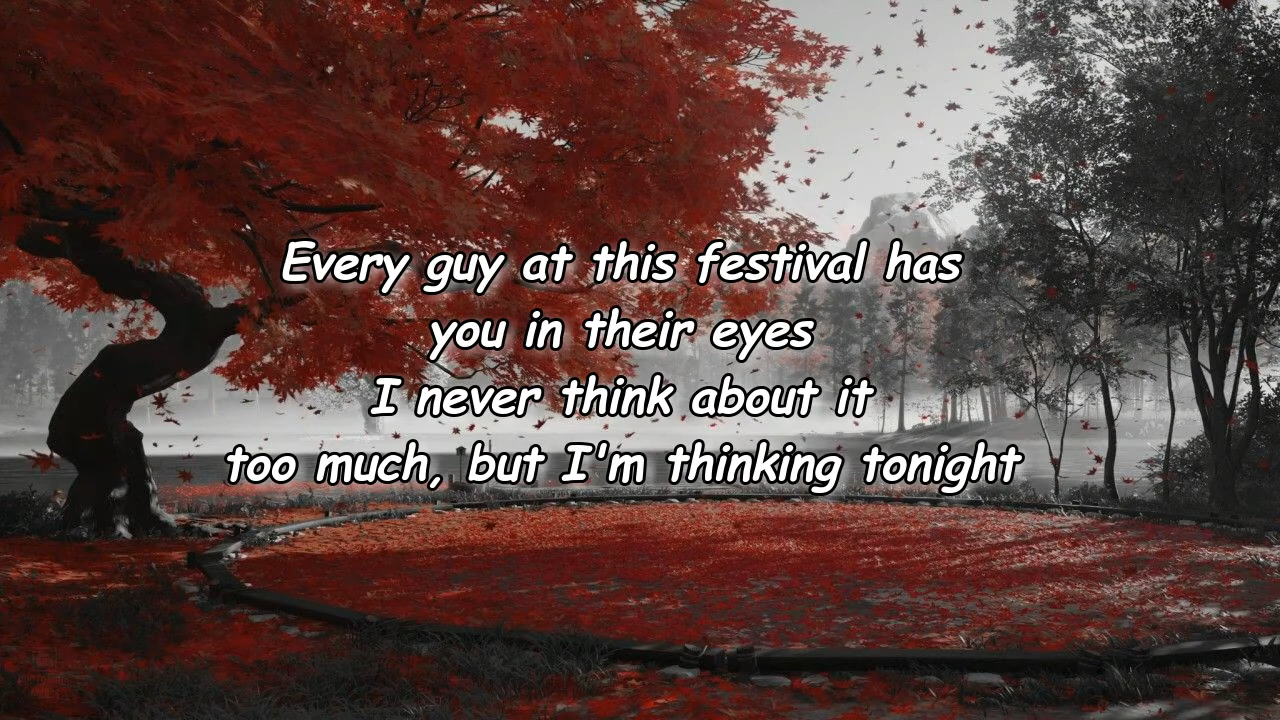 Every guy at this festival has
you in their eyes
I never think about it
too much, but I'm thinking tonight